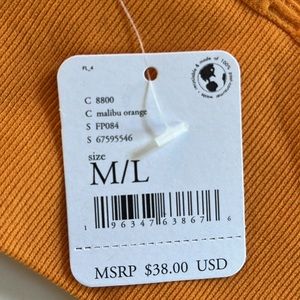 FL_4
C 8800
C malibu orange
S FP084
S 67595546
size
M/L
1 96347 63867 6
MSRP $38.00 USD